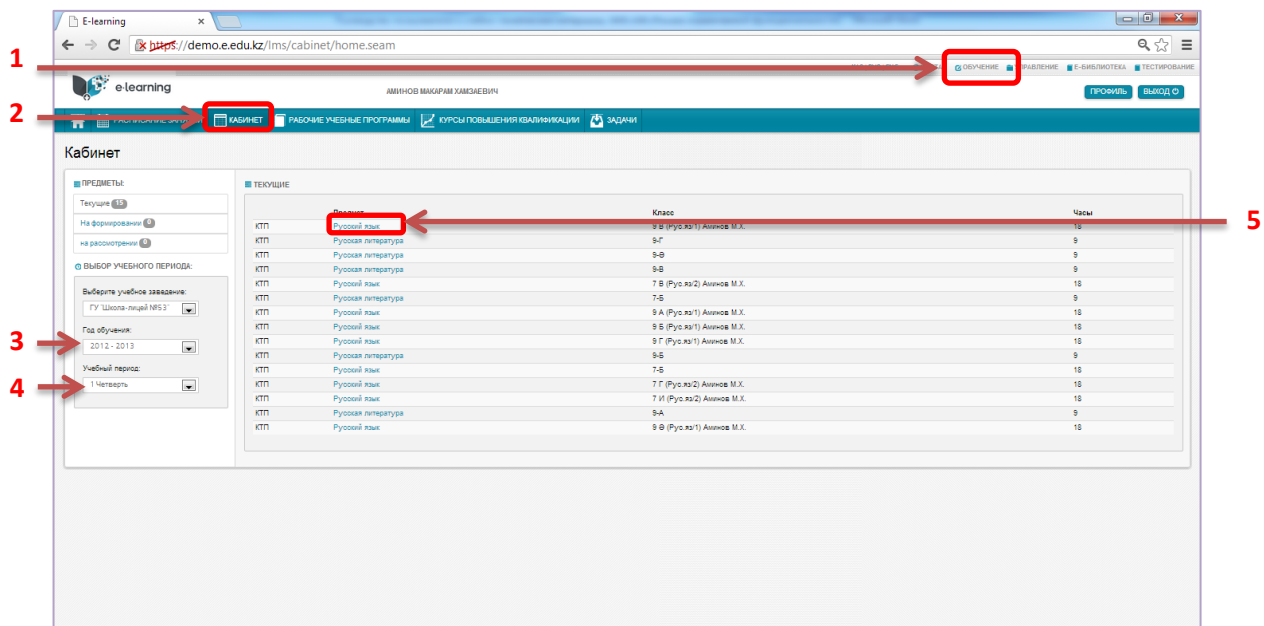 E-learning
https://demo.e.edu.kz/lms/cabinet/home.seam
1
ОБУЧЕНИЕ УПРАВЛЕНИЕ Е-БИБЛИОТЕКА ТЕСТИРОВАНИЕ
e-learning
АМИНОВ МАКАРАМ ХАМЗАЕВИЧ
ПРОФИЛЬ ВЫХОД
2
КАБИНЕТ РАБОЧИЕ УЧЕБНЫЕ ПРОГРАММЫ КУРСЫ ПОВЫШЕНИЯ КВАЛИФИКАЦИИ ЗАДАЧИ
Кабинет
ПРЕДМЕТЫ:
Текущие 15
На формировании 0
на рассмотрении 0
ВЫБОР УЧЕБНОГО ПЕРИОДА:
Выберите учебное заведение:
ГУ "Школа-лицей №53"
3
Год обучения:
2012 - 2013
4
Учебный период:
1 Четверть
ТЕКУЩИЕ
Предмет Класс Часы
КТП Русский язык 9 В (Рус.яз/1) Аминов М.Х. 18
5
КТП Русская литература 9-Г 9
КТП Русская литература 9-Ә 9
КТП Русская литература 9-В 9
КТП Русский язык 7 В (Рус.яз/2) Аминов М.Х. 18
КТП Русская литература 7-Б 9
КТП Русский язык 9 А (Рус.яз/1) Аминов М.Х. 18
КТП Русский язык 9 Б (Рус.яз/1) Аминов М.Х. 18
КТП Русский язык 9 Г (Рус.яз/1) Аминов М.Х. 18
КТП Русская литература 9-Б 9
КТП Русский язык 7-Б 18
КТП Русский язык 7 Г (Рус.яз/2) Аминов М.Х. 18
КТП Русский язык 7 И (Рус.яз/2) Аминов М.Х. 18
КТП Русская литература 9-А 9
КТП Русский язык 9 Ә (Рус.яз/1) Аминов М.Х. 18